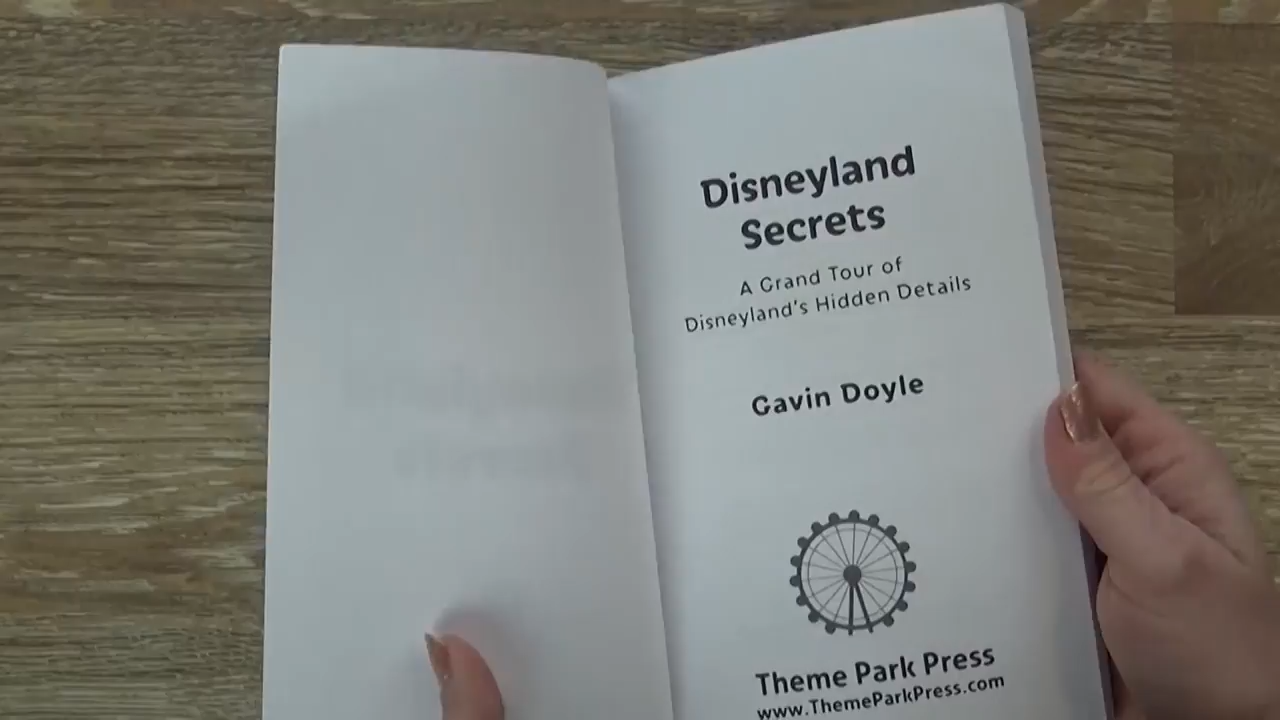 Disneyland
Secrets
A Grand Tour of
Disneyland's Hidden Details
Gavin Doyle
Theme Park Press
www.ThemeParkPress.com